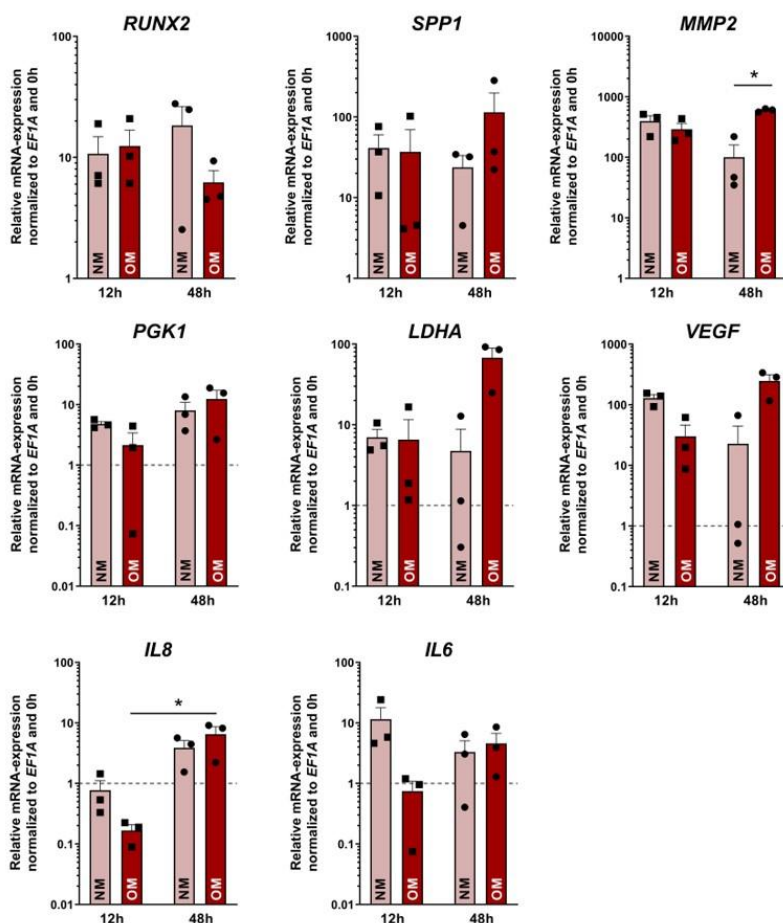 RUNX2
Relative mRNA-expression
normalized to EF1A and 0h
100
10
1
NM
OM
NM
OM
12h
48h
SPP1
Relative mRNA-expression
normalized to EF1A and 0h
1000
100
10
1
NM
OM
NM
OM
12h
48h
MMP2
Relative mRNA-expression
normalized to EF1A and 0h
10000
1000
100
10
1
*
NM
OM
NM
OM
12h
48h
PGK1
Relative mRNA-expression
normalized to EF1A and 0h
100
10
1
0.1
0.01
NM
OM
NM
OM
12h
48h
LDHA
Relative mRNA-expression
normalized to EF1A and 0h
100
10
1
0.1
NM
OM
NM
OM
12h
48h
VEGF
Relative mRNA-expression
normalized to EF1A and 0h
1000
100
10
1
0.1
NM
OM
NM
OM
12h
48h
IL8
Relative mRNA-expression
normalized to EF1A and 0h
100
10
1
0.1
0.01
*
NM
OM
NM
OM
12h
48h
IL6
Relative mRNA-expression
normalized to EF1A and 0h
100
10
1
0.1
0.01
NM
OM
NM
OM
12h
48h